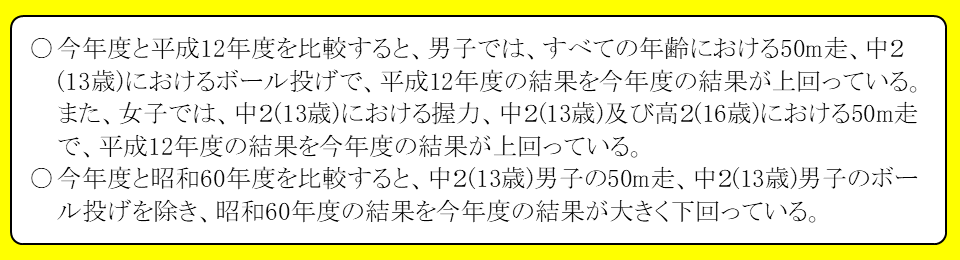 ○ 今年度と平成12年度を比較すると、男子では、すべての年齢における50m走、中２
(13歳)におけるボール投げで、平成12年度の結果を今年度の結果が上回っている。
また、女子では、中２(13歳)における握力、中２(13歳)及び高２(16歳)における50m走
で、平成12年度の結果を今年度の結果が上回っている。
○ 今年度と昭和60年度を比較すると、中２(13歳)男子の50m走、中２(13歳)男子のボー
ル投げを除き、昭和60年度の結果を今年度の結果が大きく下回っている。